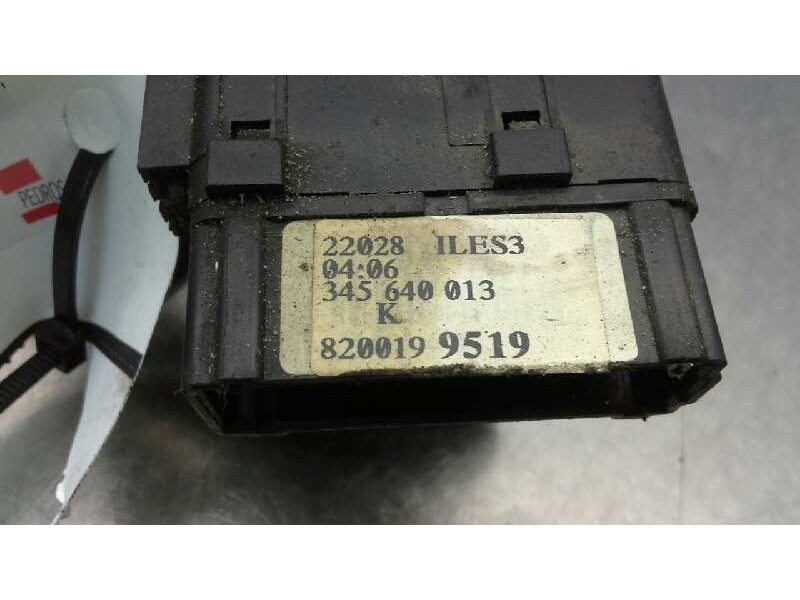 22028 ILES3
04:06
345 640 013
K
820019 9519
PEDROS